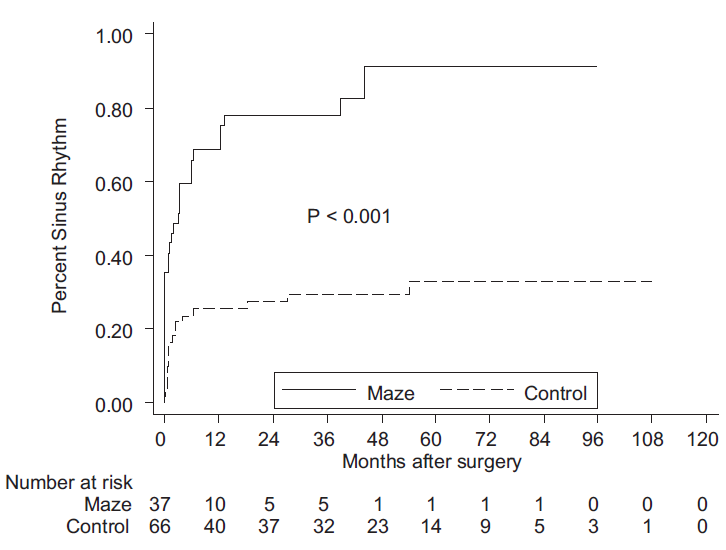 1.00
0.80
0.60
0.40
0.20
0.00
Percent Sinus Rhythm
P < 0.001
Maze Control
0 12 24 36 48 60 72 84 96 108 120
Months after surgery
Number at risk
Maze 37 10 5 5 1 1 1 1 0 0 0
Control 66 40 37 32 23 14 9 5 3 1 0